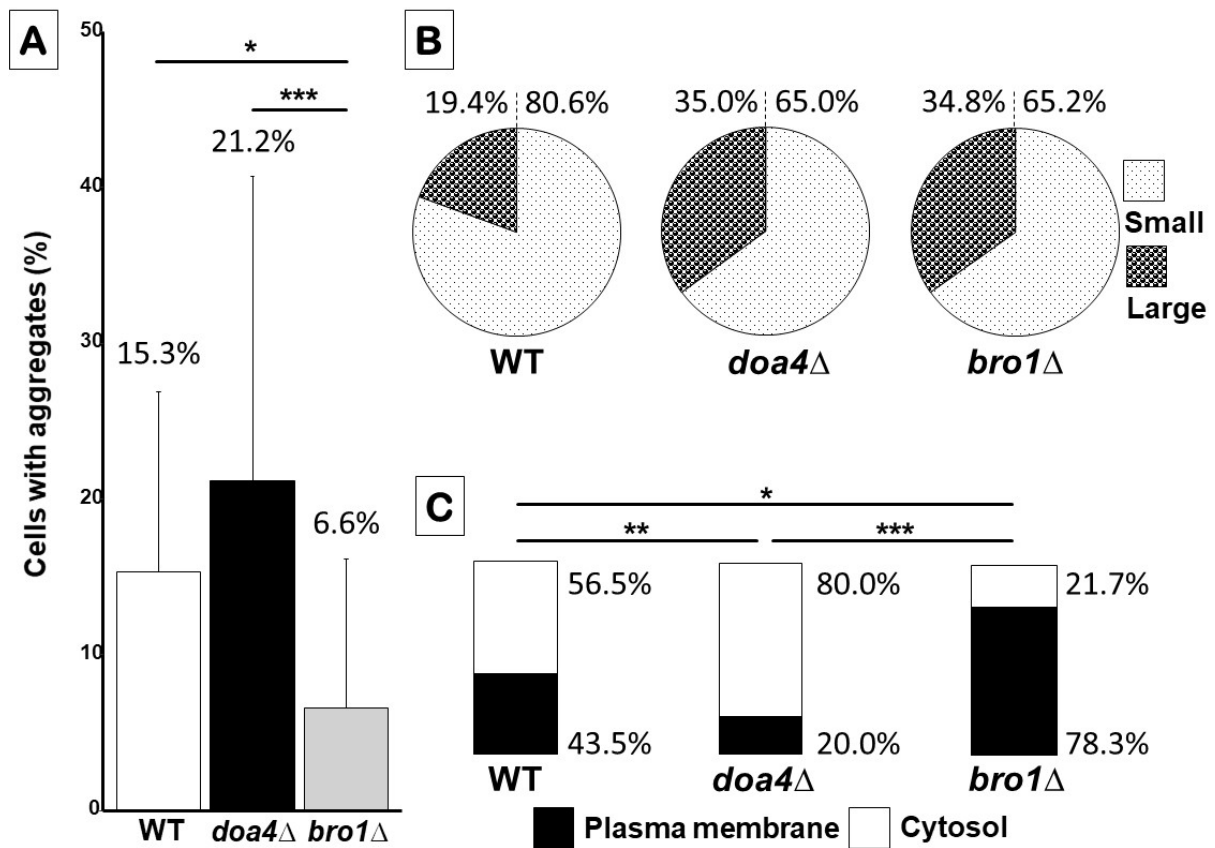 A
Cells with aggregates (%)
50
40
30
20
10
0
*
***
15.3%
21.2%
6.6%
WT doa4Δ bro1Δ
B
19.4% 80.6%
35.0% 65.0%
34.8% 65.2%
WT
doa4Δ
bro1Δ
Small
Large
C
*
**
***
56.5%
43.5%
80.0%
20.0%
21.7%
78.3%
WT
doa4Δ
bro1Δ
Plasma membrane
Cytosol